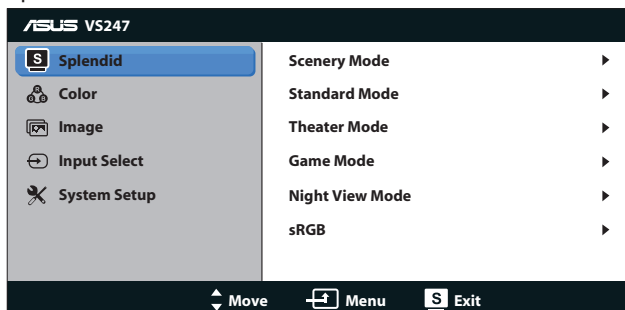 ASUS VS247
S Splendid
Color
Image
Input Select
System Setup
Scenery Mode
Standard Mode
Theater Mode
Game Mode
Night View Mode
sRGB
Move Menu S Exit